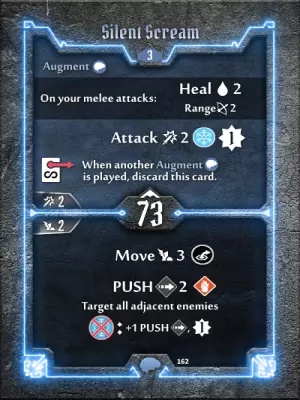 Silent Scream
3
Augment
On your melee attacks:
Heal 2
Range 2
Attack 2 1
S
When another Augment
is played, discard this card.
2
73
2
Move 3
PUSH 2
Target all adjacent enemies
: +1 PUSH , 1
162